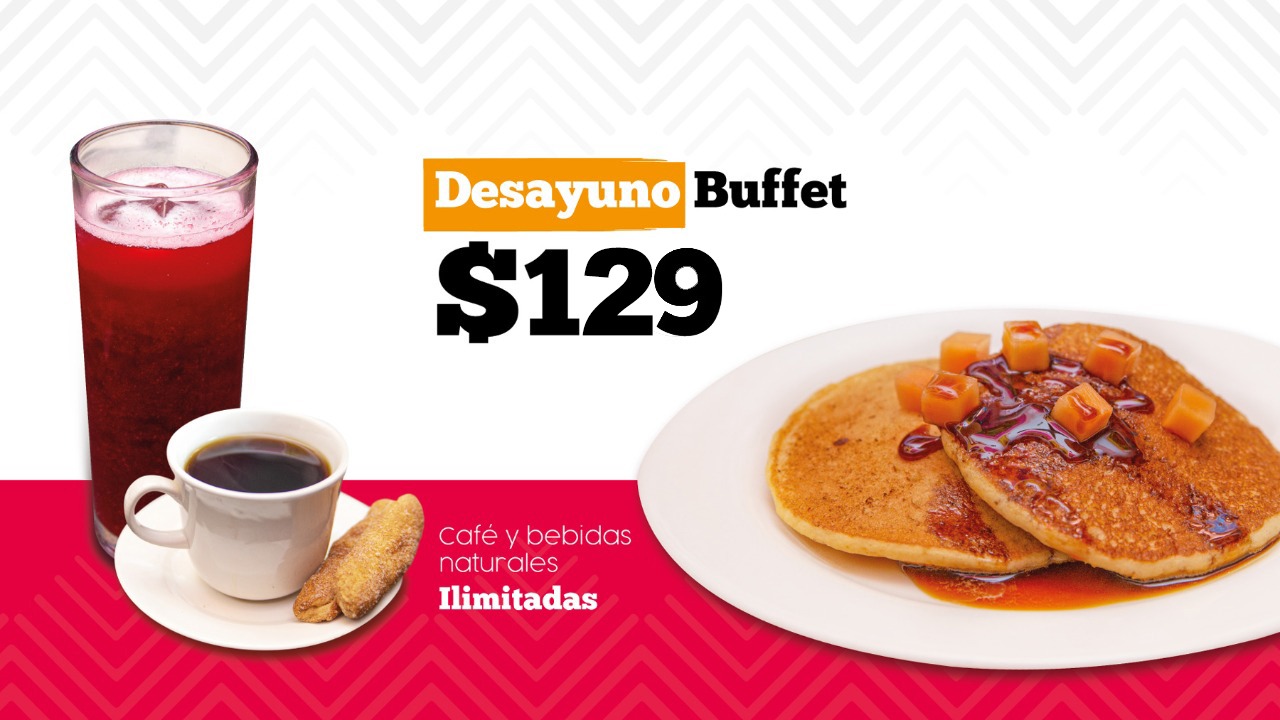 Desayuno Buffet
$129
Café y bebidas
naturales
Ilimitadas